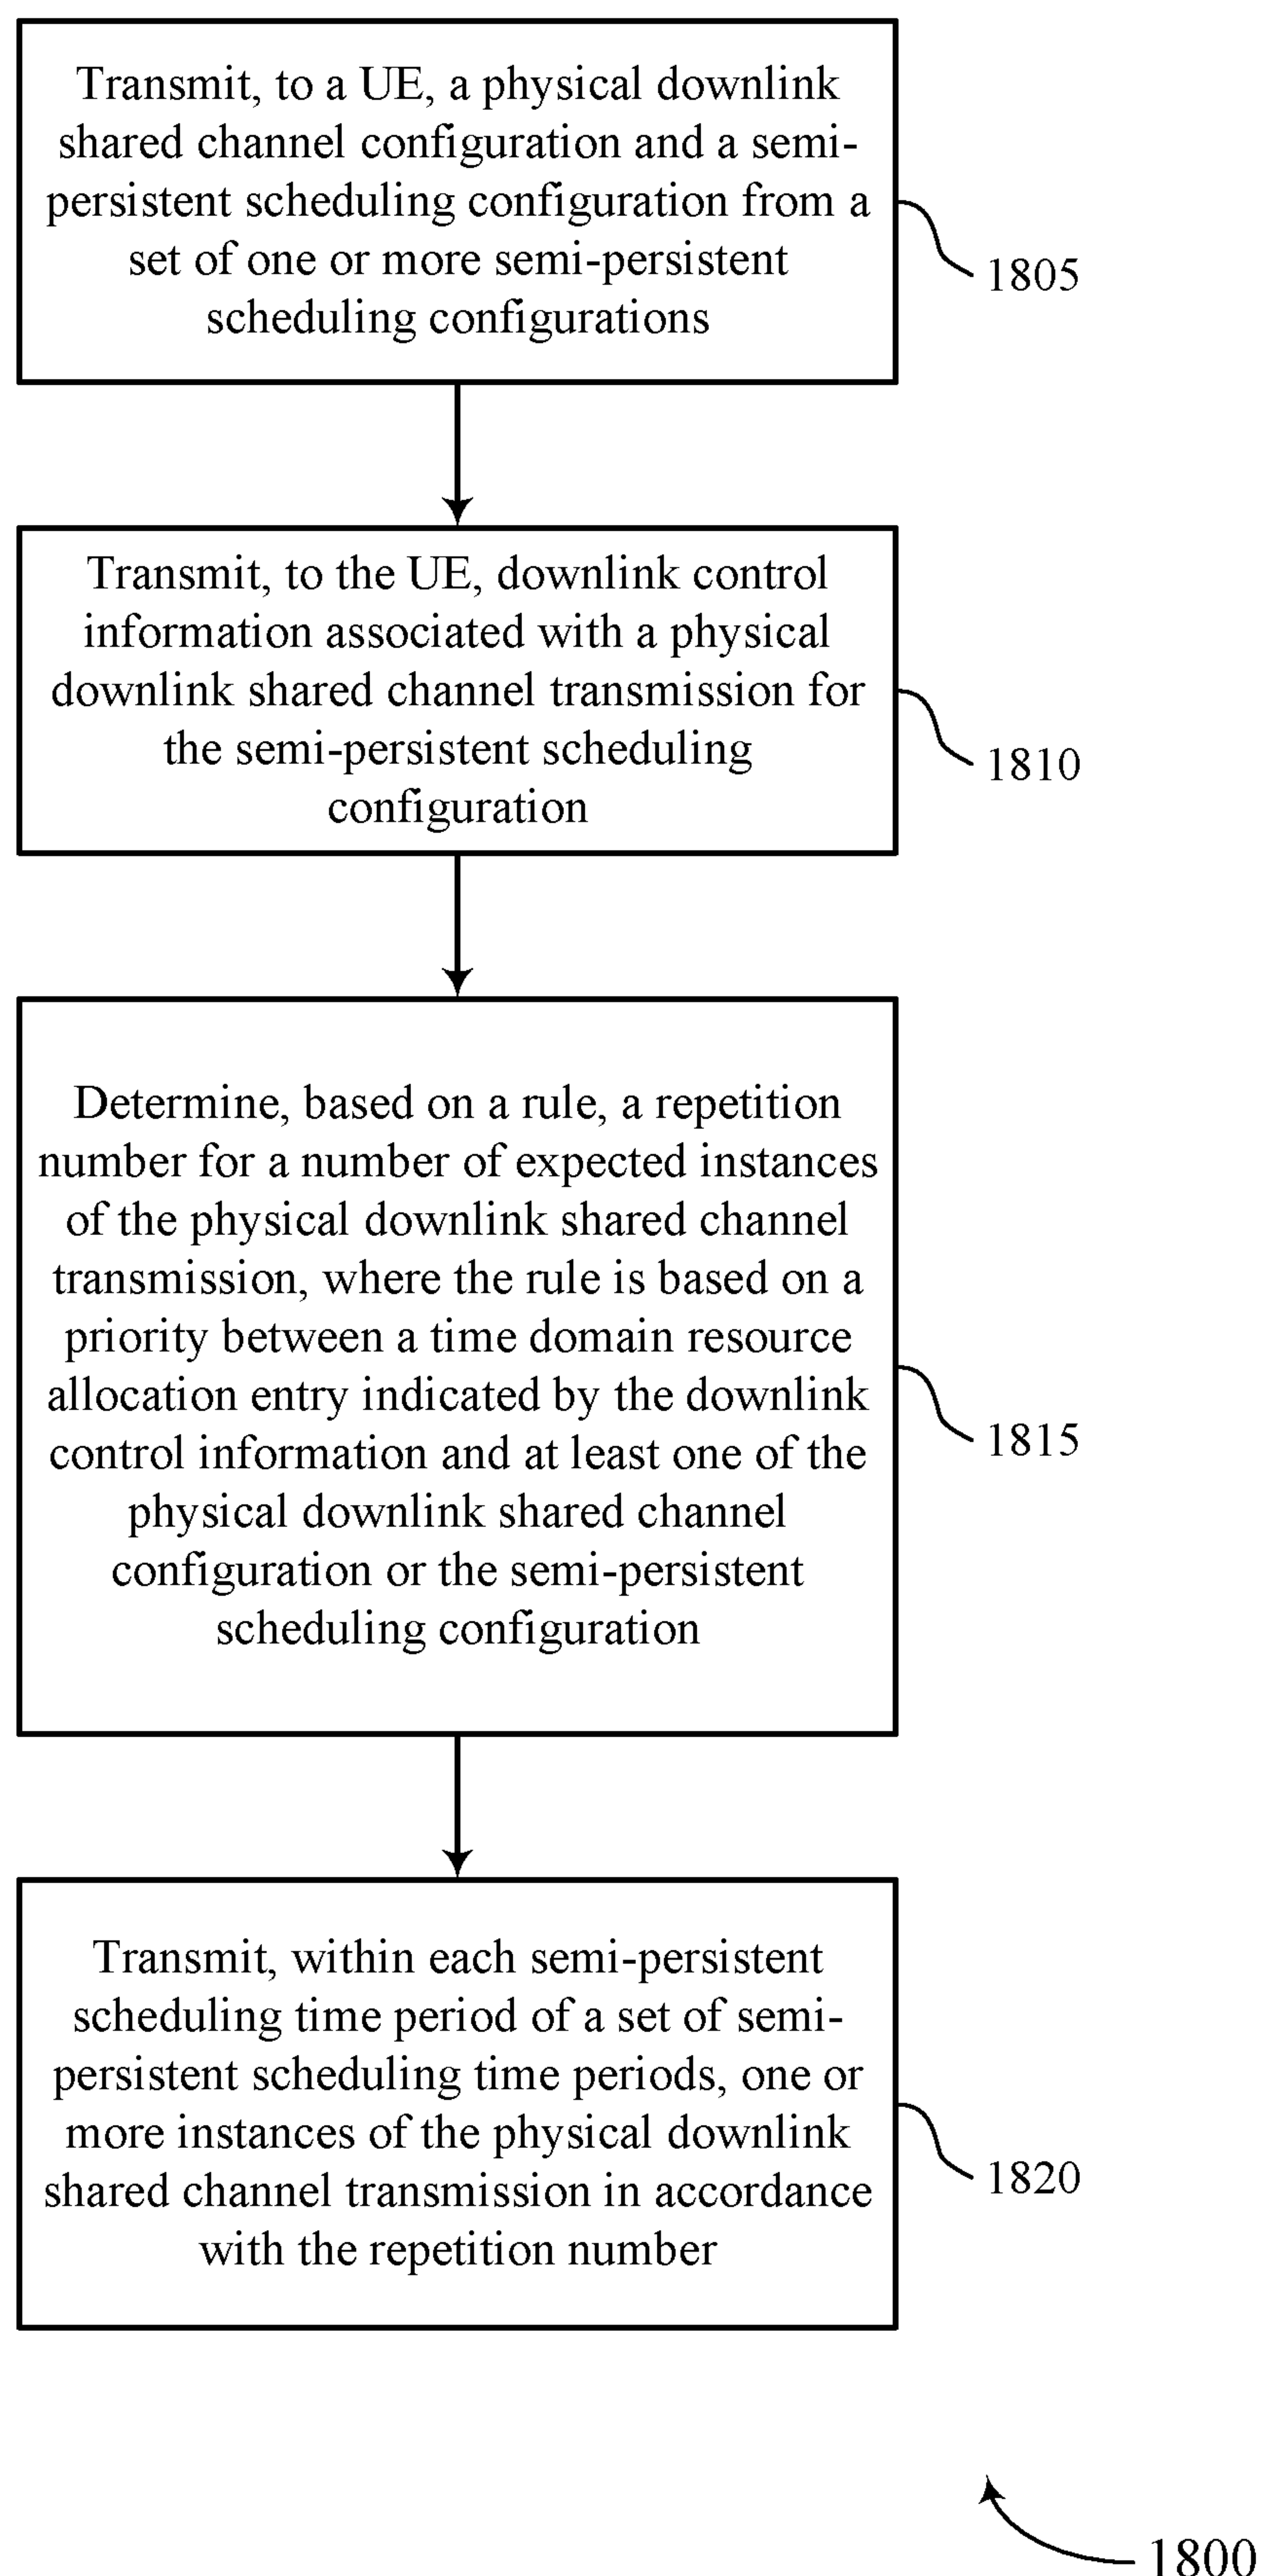 Transmit, to a UE, a physical downlink
shared channel configuration and a semi-
persistent scheduling configuration from a
set of one or more semi-persistent
scheduling configurations
1805
Transmit, to the UE, downlink control
information associated with a physical
downlink shared channel transmission for
the semi-persistent scheduling
configuration
1810
Determine, based on a rule, a repetition
number for a number of expected instances
of the physical downlink shared channel
transmission, where the rule is based on a
priority between a time domain resource
allocation entry indicated by the downlink
control information and at least one of the
physical downlink shared channel
configuration or the semi-persistent
scheduling configuration
1815
Transmit, within each semi-persistent
scheduling time period of a set of semi-
persistent scheduling time periods, one or
more instances of the physical downlink
shared channel transmission in accordance
with the repetition number
1820
1800